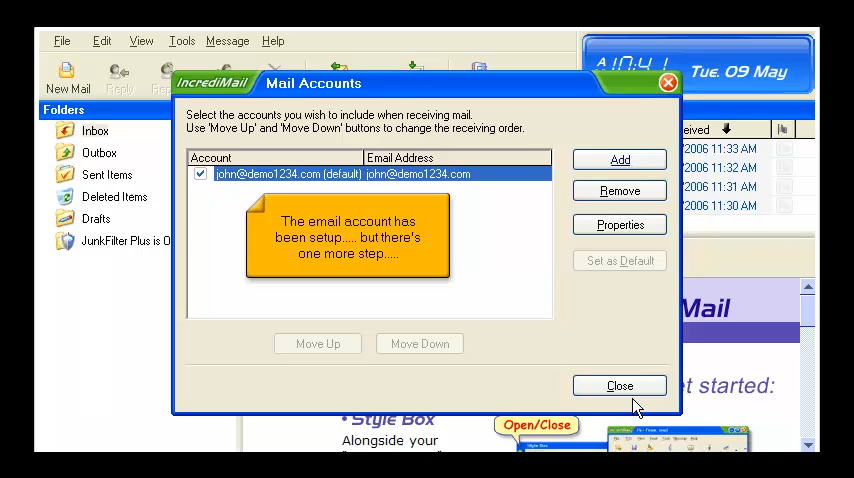 File Edit View Tools Message Help
A 10:41 Tue. 09 May
New Mail Reply
IncrediMail Mail Accounts
Folders
Inbox
Outbox
Sent Items
Deleted Items
Drafts
JunkFilter Plus is O
Select the accounts you wish to include when receiving mail.
Use 'Move Up' and 'Move Down' buttons to change the receiving order.
Account Email Address
john@demo1234.com (default) john@demo1234.com
The email account has
been setup..... but there's
one more step.....
Add
Remove
Properties
Set as Default
Move Up Move Down
Close
eived
/2006 11:33 AM
/2006 11:32 AM
/2006 11:31 AM
/2006 11:30 AM
Mail
et started:
• Style Box
Open/Close
Alongside your